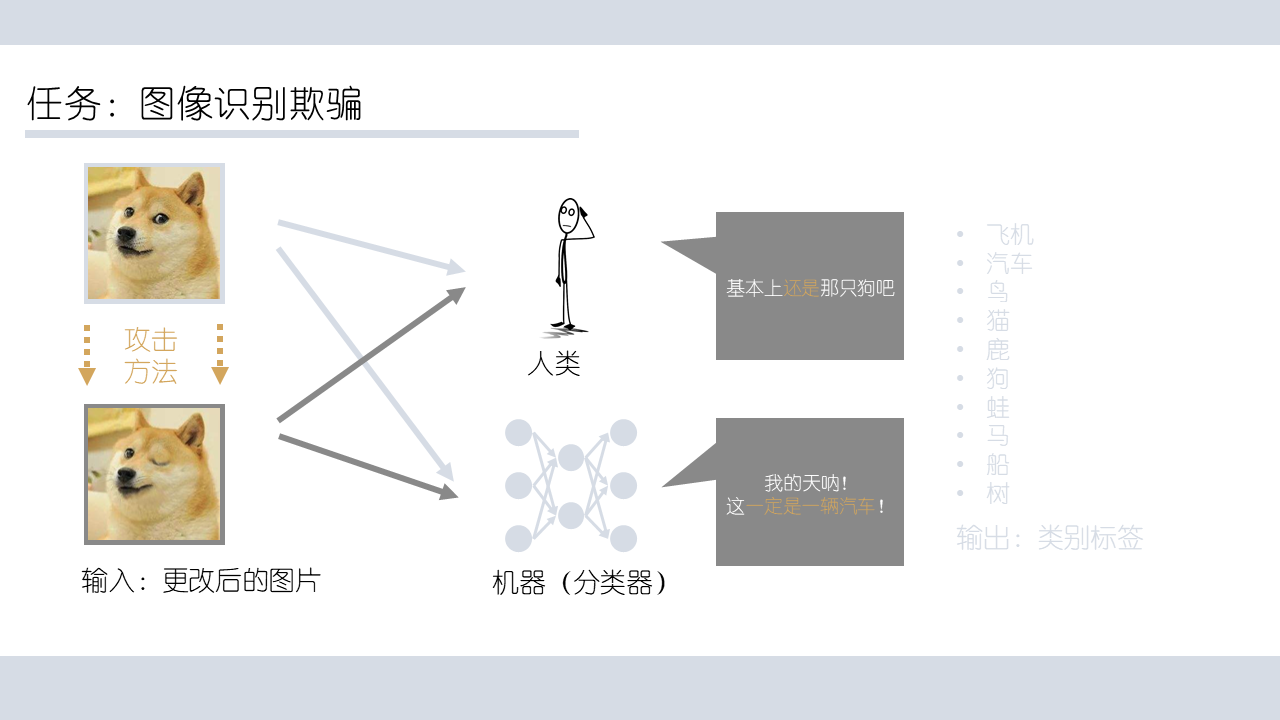 任务：图像识别欺骗
攻击
方法
输入：更改后的图片
人类
机器（分类器）
基本上还是那只狗吧
我的天呐！
这一定是一辆汽车！
• 飞机
• 汽车
• 鸟
• 猫
• 鹿
• 狗
• 蛙
• 马
• 船
• 树
输出：类别标签